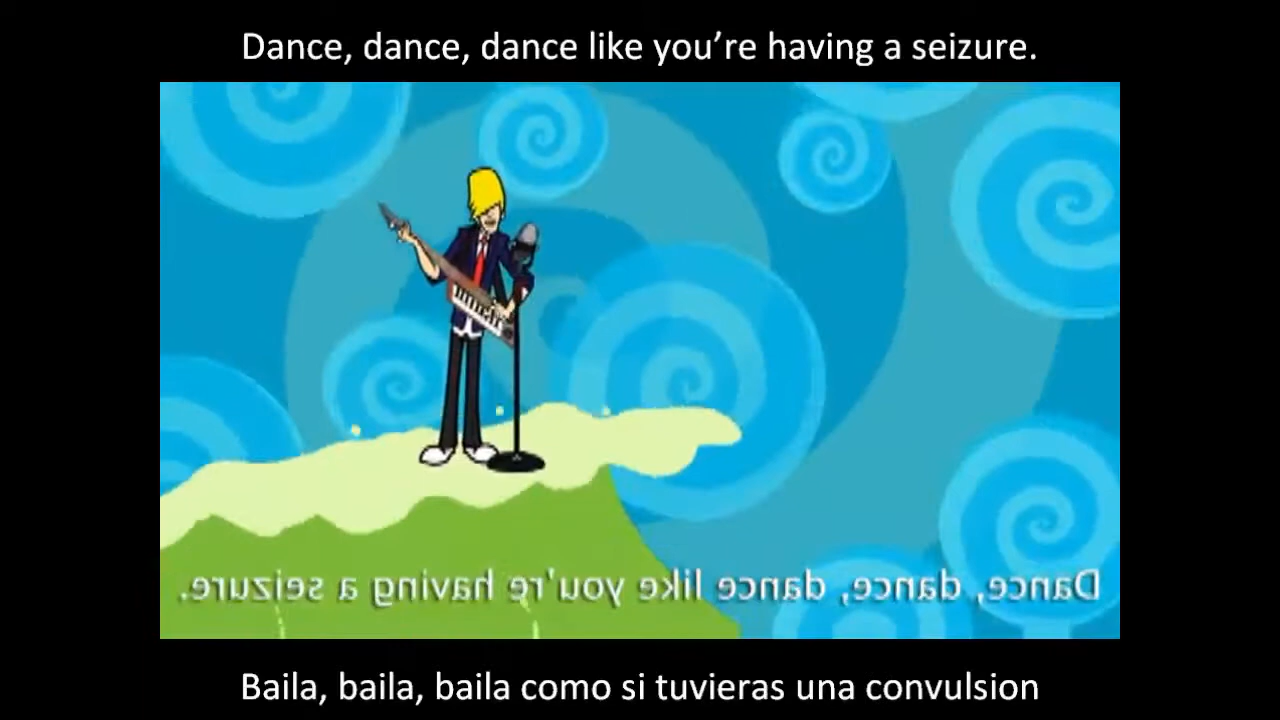 Dance, dance, dance like you’re having a seizure.
Dance, dance, dance like you're having a seizure.
Baila, baila, baila como si tuvieras una convulsion